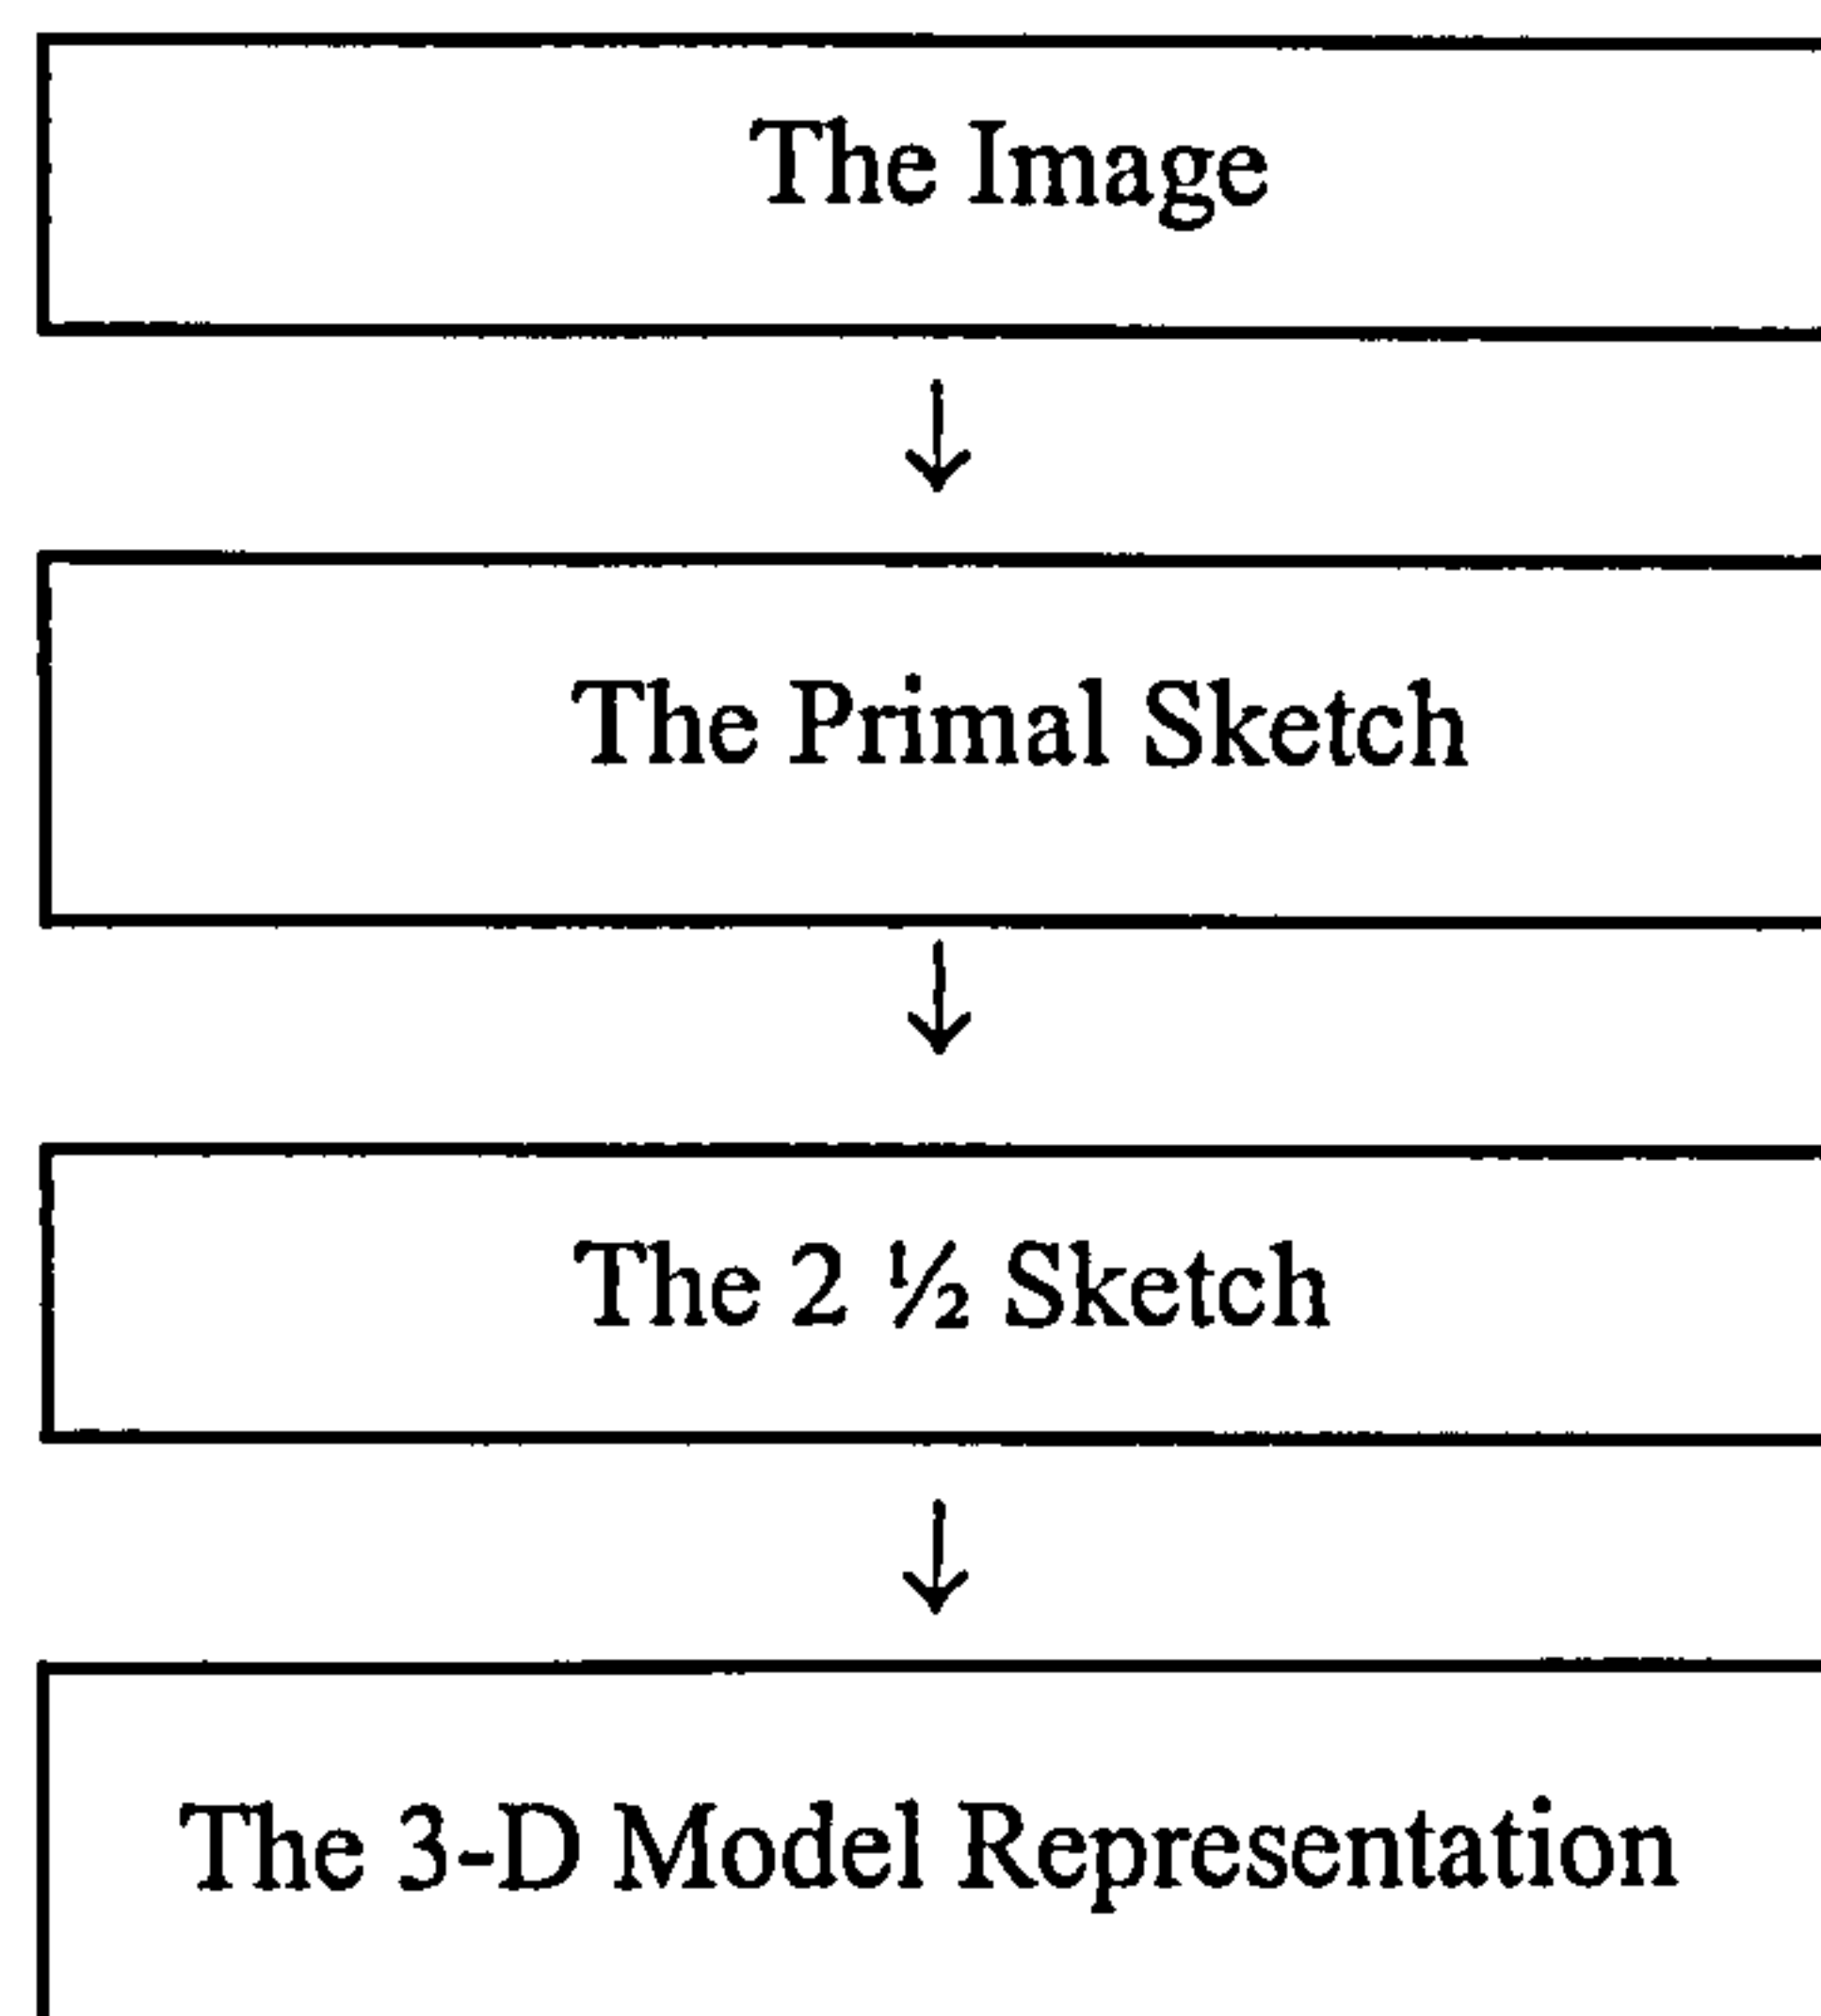 The Image
The Primal Sketch
The 2 ½ Sketch
The 3-D Model Representation